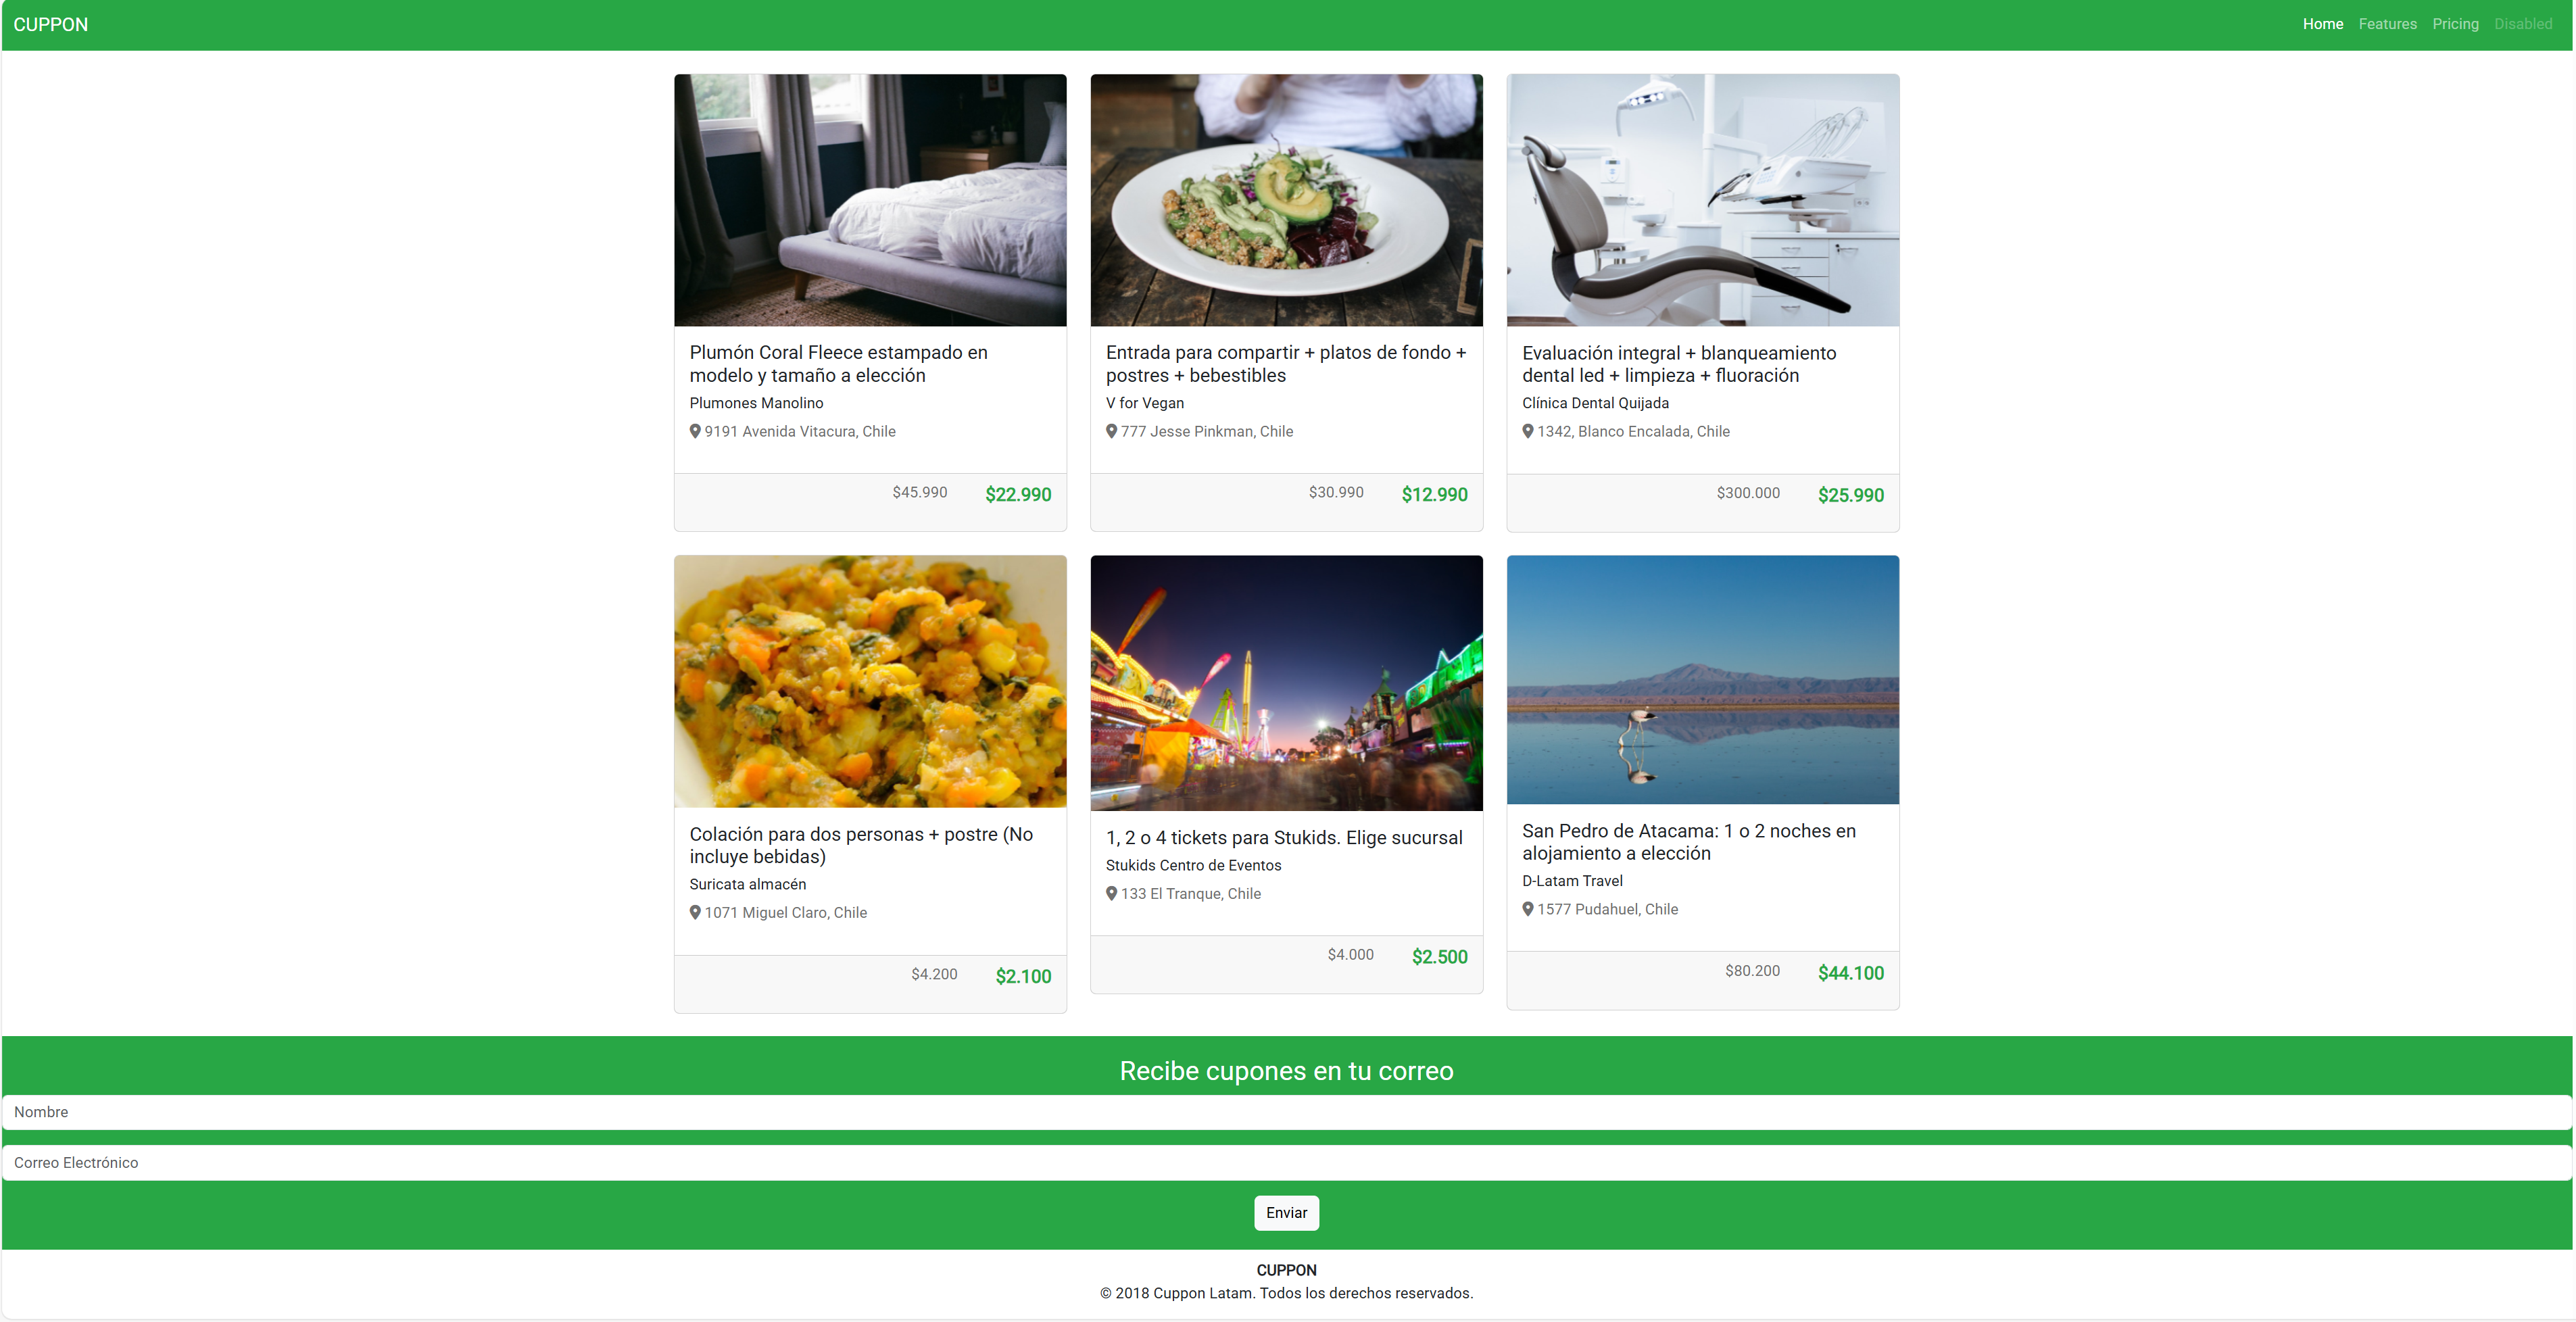 CUPPON
Home Features Pricing Disabled
Plumón Coral Fleece estampado en
modelo y tamaño a elección
Plumones Manolino
9191 Avenida Vitacura, Chile
$45.990 $22.990
Entrada para compartir + platos de fondo +
postres + bebestibles
V for Vegan
777 Jesse Pinkman, Chile
$30.990 $12.990
Evaluación integral + blanqueamiento
dental led + limpieza + fluoración
Clínica Dental Quijada
1342, Blanco Encalada, Chile
$300.000 $25.990
Colación para dos personas + postre (No
incluye bebidas)
Suricata almacén
1071 Miguel Claro, Chile
$4.200 $2.100
1, 2 o 4 tickets para Stukids. Elige sucursal
Stukids Centro de Eventos
133 El Tranque, Chile
$4.000 $2.500
San Pedro de Atacama: 1 o 2 noches en
alojamiento a elección
D-Latam Travel
1577 Pudahuel, Chile
$80.200 $44.100
Recibe cupones en tu correo
Nombre
Correo Electrónico
Enviar
CUPPON
© 2018 Cuppon Latam. Todos los derechos reservados.